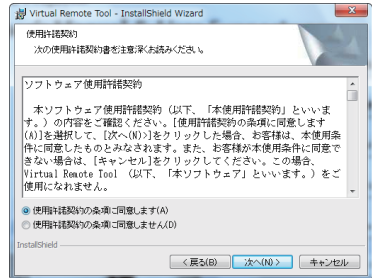 Virtual Remote Tool - InstallShield Wizard
使用許諾契約
次の使用許諾契約書を注意深くお読みください。
ソフトウェア使用許諾契約
本ソフトウェア使用許諾契約（以下、「本使用許諾契約」といいま
す。）の内容をご確認ください。[使用許諾契約の条項に同意します
(A)]を選択して、[次へ(N)>]をクリックした場合、お客様は、本使用条
件に同意したものとみなされます。また、お客様が本使用条件に同意で
きない場合は、[キャンセル]をクリックしてください。この場合、
Virtual Remote Tool （以下、「本ソフトウェア」といいます。）をご
使用になれません。
使用許諾契約の条項に同意します(A)
使用許諾契約の条項に同意しません(D)
InstallShield
< 戻る(B)
次へ(N) >
キャンセル